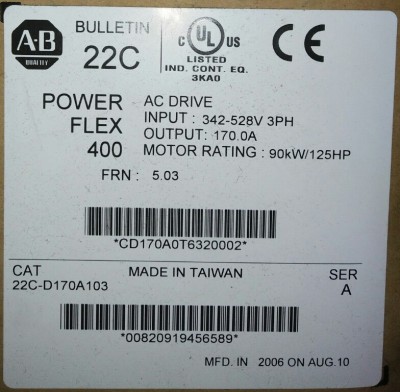 A-B
QUALITY
BULLETIN
22C
C UL US
LISTED
IND. CONT. EQ.
3KA0
CE
POWER
FLEX
400
AC DRIVE
INPUT : 342-528V 3PH
OUTPUT: 170.0A
MOTOR RATING : 90kW/125HP
FRN : 5.03
*CD170A0T6320002*
CAT
22C-D170A103
MADE IN TAIWAN
SER
A
*00820919456589*
MFD. IN 2006 ON AUG.10